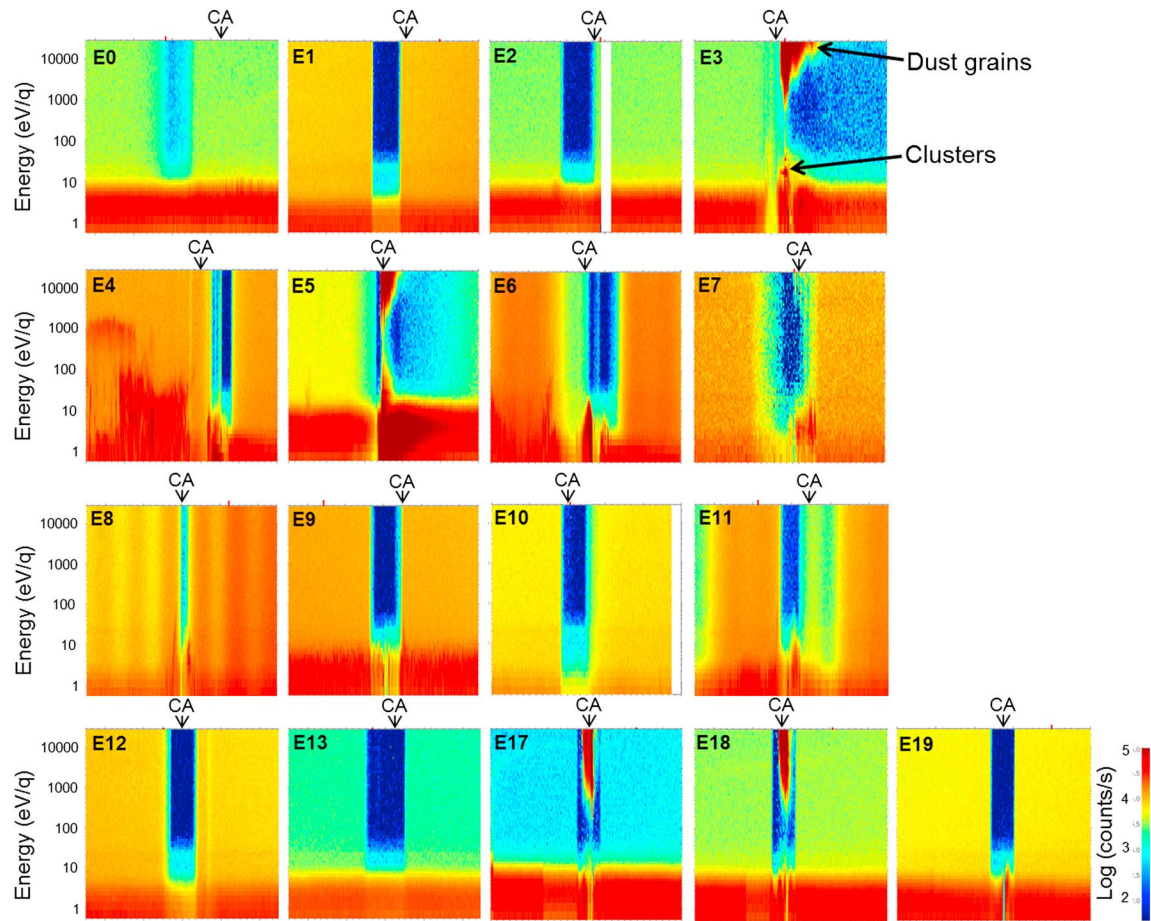 CA CA CA CA
E0 E1 E2 E3
Dust grains
Clusters
Energy (eV/q)
10000
1000
100
10
1
CA CA CA CA
E4 E5 E6 E7
Energy (eV/q)
10000
1000
100
10
1
CA CA CA CA
E8 E9 E10 E11
Energy (eV/q)
10000
1000
100
10
1
CA CA CA CA CA
E12 E13 E17 E18 E19
Energy (eV/q)
10000
1000
100
10
1
Log (counts/s)
5
4
3
2